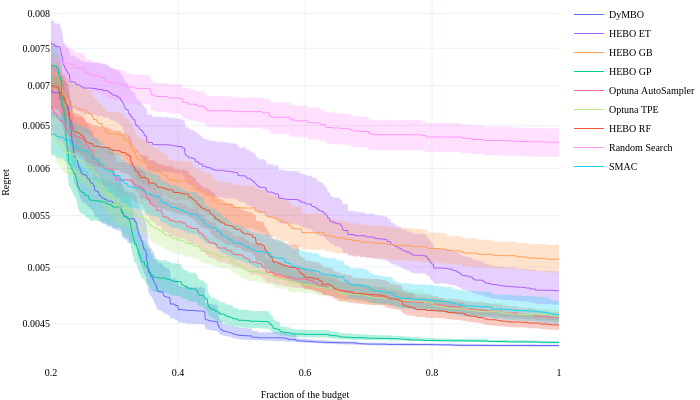 0.008
0.0075
0.007
0.0065
0.006
0.0055
0.005
0.0045
Regret
0.2
0.4
0.6
0.8
1
Fraction of the budget
DyMBO
HEBO ET
HEBO GB
HEBO GP
Optuna AutoSampler
Optuna TPE
HEBO RF
Random Search
SMAC